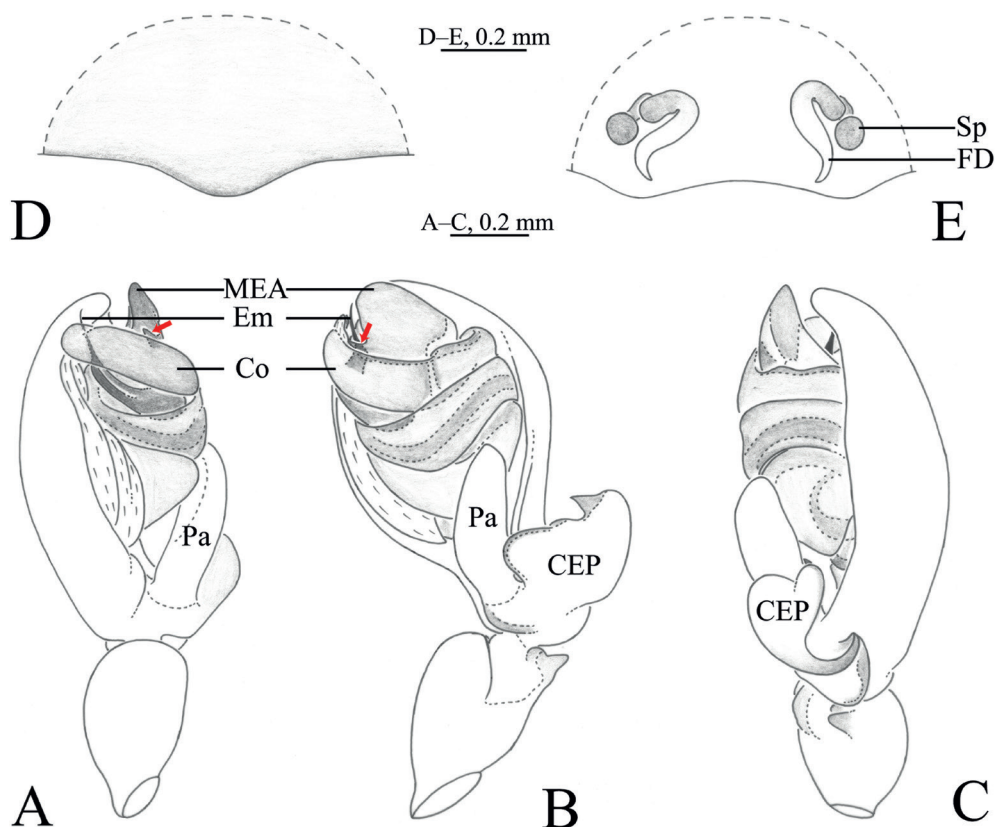 D–E, 0.2 mm
Sp
FD
D
E
A–C, 0.2 mm
MEA
Em
Co
Pa
Pa
CEP
CEP
A
B
C